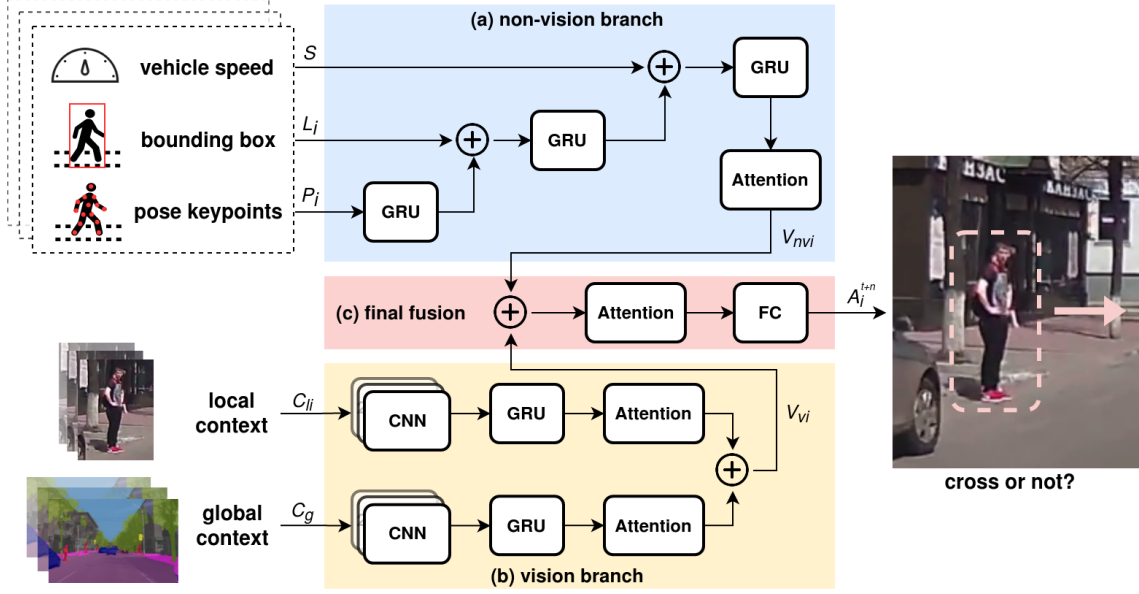 (a) non-vision branch
vehicle speed
S
GRU
bounding box
L_i
GRU
Attention
pose keypoints
P_i
GRU
V_nvi
(c) final fusion
Attention
FC
A_i^t+n
КАНЗАС
local
context
C_li
CNN
GRU
Attention
V_vi
global
context
C_g
CNN
GRU
Attention
(b) vision branch
cross or not?